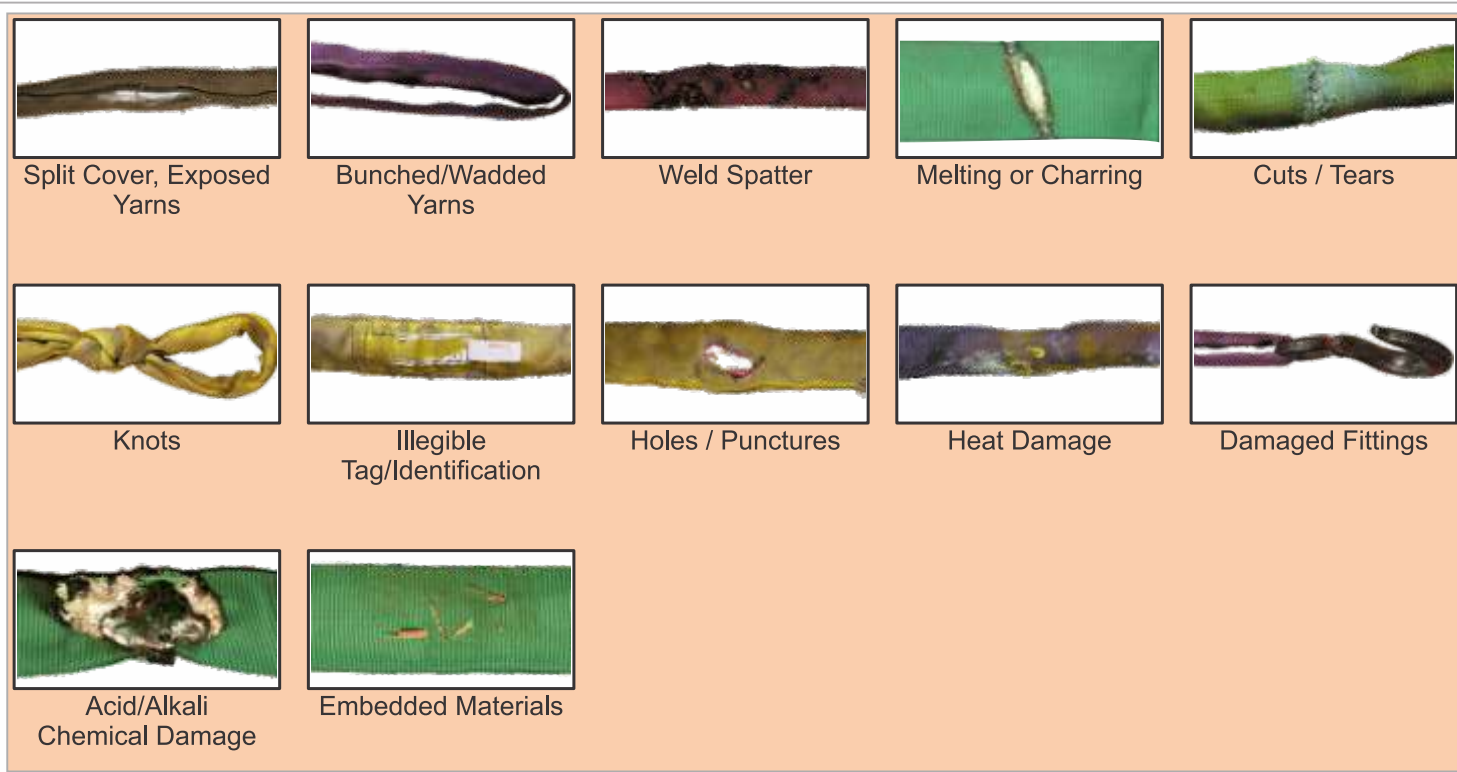 Split Cover, Exposed
Yarns
Bunched/Wadded
Yarns
Weld Spatter
Melting or Charring
Cuts / Tears
Knots
Illegible
Tag/Identification
Holes / Punctures
Heat Damage
Damaged Fittings
Acid/Alkali
Chemical Damage
Embedded Materials